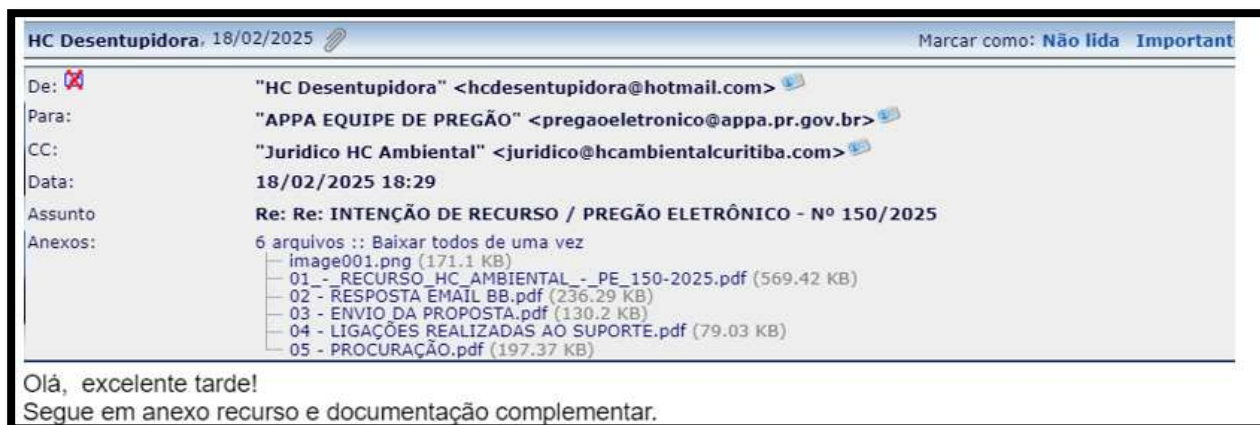 HC Desentupidora, 18/02/2025 Marcar como: Não lida Important
De: "HC Desentupidora" <hcdesentupidora@hotmail.com>
Para: "APPA EQUIPE DE PREGÃO" <pregaoeletronico@appa.pr.gov.br>
CC: "Juridico HC Ambiental" <juridico@hcambientalcuritiba.com>
Data: 18/02/2025 18:29
Assunto Re: Re: INTENÇÃO DE RECURSO / PREGÃO ELETRÔNICO - Nº 150/2025
Anexos: 6 arquivos :: Baixar todos de uma vez
image001.png (171.1 KB)
01_-_RECURSO_HC_AMBIENTAL_-_PE_150-2025.pdf (569.42 KB)
02 - RESPOSTA EMAIL BB.pdf (236.29 KB)
03 - ENVIO DA PROPOSTA.pdf (130.2 KB)
04 - LIGAÇÕES REALIZADAS AO SUPORTE.pdf (79.03 KB)
05 - PROCURAÇÃO.pdf (197.37 KB)
Olá, excelente tarde!
Segue em anexo recurso e documentação complementar.